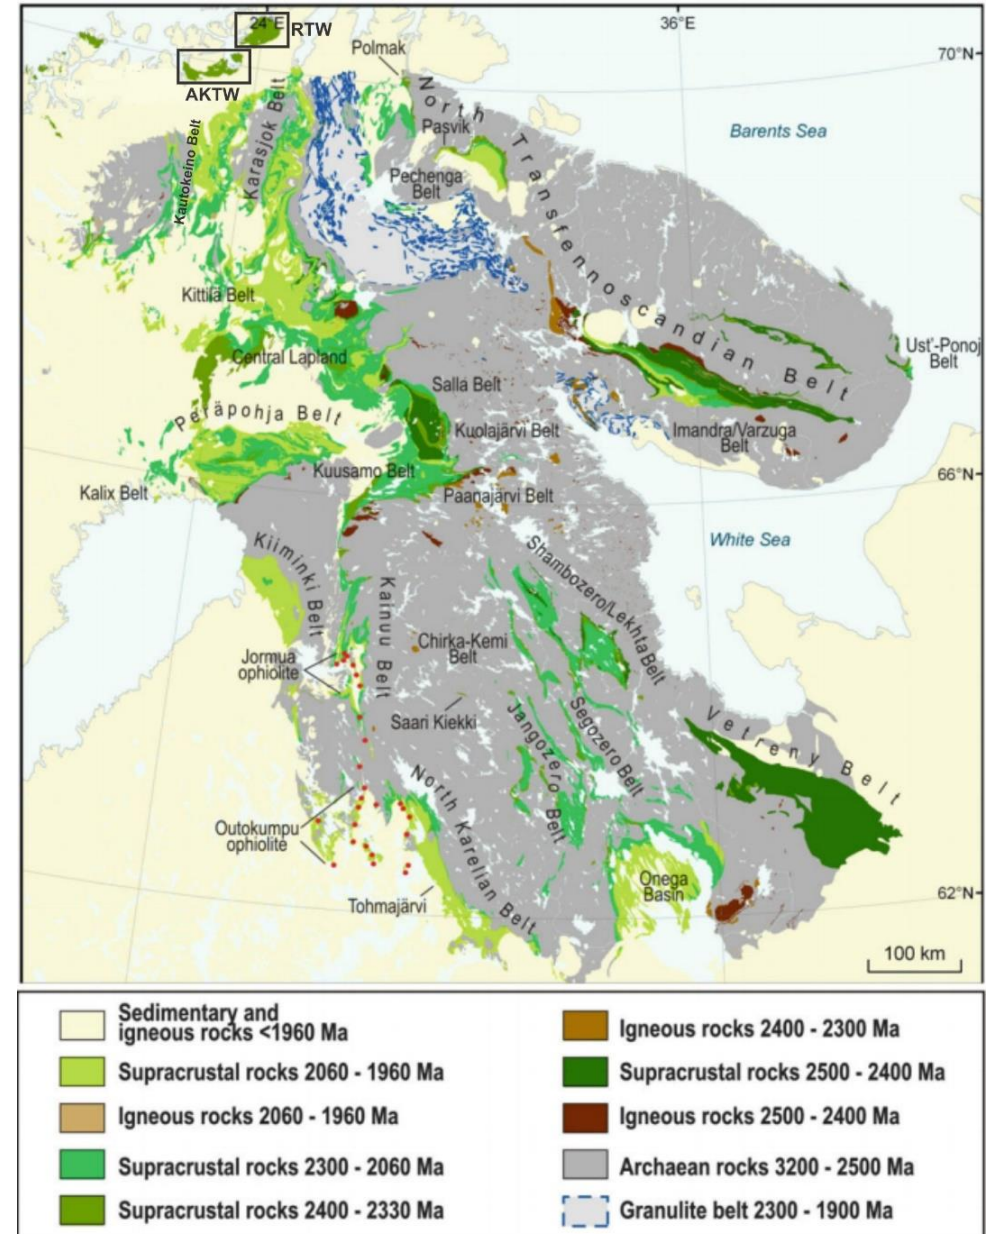 24°E
RTW
36°E
70°N
AKTW
Polmak
North Transfennoscandian Belt
Pasvik
Barents Sea
Kautokeino Belt
Karasjok Belt
Pechenga
Belt
Kittilä Belt
Central Lapland
Ust'-Ponoj
Belt
Salla Belt
Peräpohja Belt
Kuolajärvi Belt
Imandra/Varzuga
Belt
Kuusamo Belt
66°N
Kalix Belt
Paanajärvi Belt
White Sea
Kiiminki Belt
Shambozero/Lekhta Belt
Kainuu Belt
Chirka-Kemi
Belt
Jormua
ophiolite
Saari Kiekki
Jangozero Belt
Segozero Belt
Vetreny Belt
North Karelian Belt
Outokumpu
ophiolite
Onega
Basin
Tohmajärvi
62°N
100 km
Sedimentary and
igneous rocks <1960 Ma
Supracrustal rocks 2060 - 1960 Ma
Igneous rocks 2060 - 1960 Ma
Supracrustal rocks 2300 - 2060 Ma
Supracrustal rocks 2400 - 2330 Ma
Igneous rocks 2400 - 2300 Ma
Supracrustal rocks 2500 - 2400 Ma
Igneous rocks 2500 - 2400 Ma
Archaean rocks 3200 - 2500 Ma
Granulite belt 2300 - 1900 Ma